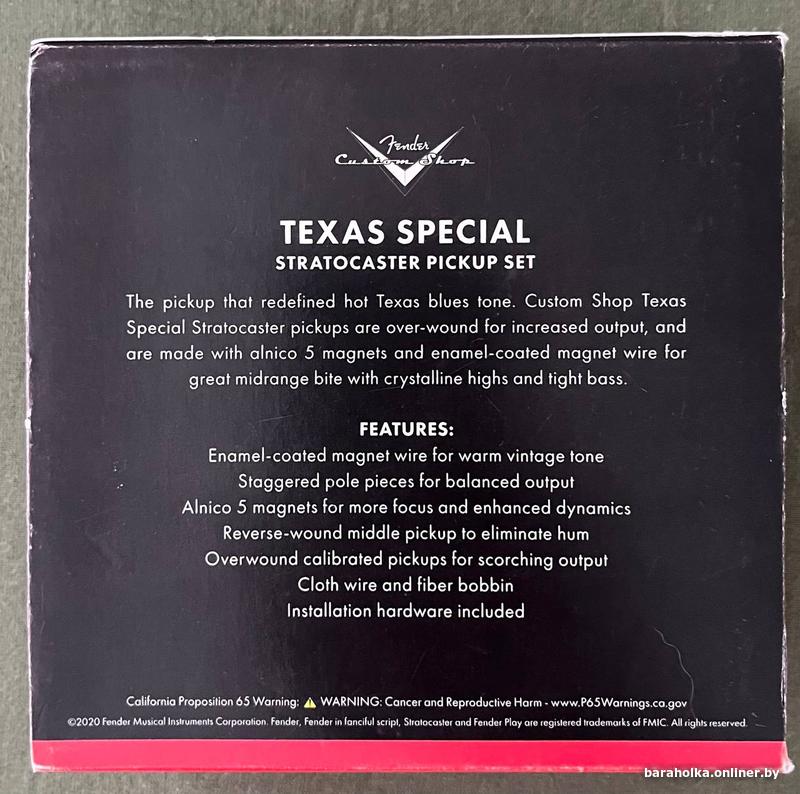 Fender
Custom Shop
TEXAS SPECIAL
STRATOCASTER PICKUP SET
The pickup that redefined hot Texas blues tone. Custom Shop Texas
Special Stratocaster pickups are over-wound for increased output, and
are made with alnico 5 magnets and enamel-coated magnet wire for
great midrange bite with crystalline highs and tight bass.
FEATURES:
Enamel-coated magnet wire for warm vintage tone
Staggered pole pieces for balanced output
Alnico 5 magnets for more focus and enhanced dynamics
Reverse-wound middle pickup to eliminate hum
Overwound calibrated pickups for scorching output
Cloth wire and fiber bobbin
Installation hardware included
California Proposition 65 Warning: ⚠ WARNING: Cancer and Reproductive Harm - www.P65Warnings.ca.gov
©2020 Fender Musical Instruments Corporation. Fender, Fender in fanciful script, Stratocaster and Fender Play are registered trademarks of FMIC. All rights reserved.
baraholka.onliner.by